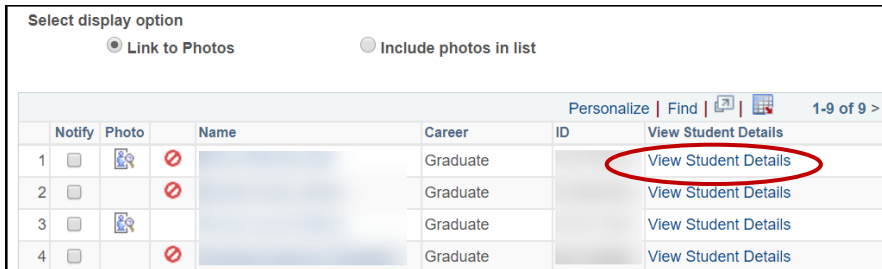 Select display option
Link to Photos Include photos in list
Personalize | Find | | 1-9 of 9 >
Notify Photo Name Career ID View Student Details
1 Graduate View Student Details
2 Graduate View Student Details
3 Graduate View Student Details
4 Graduate View Student Details